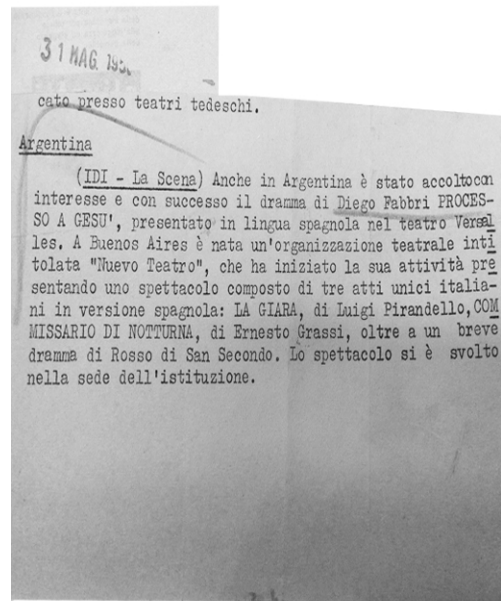 31 MAG. 195
cato presso teatri tedeschi.
Argentina
(IDI - La Scena) Anche in Argentina è stato accoltocon
interesse e con successo il dramma di Diego Fabbri PROCES-
SO A GESU', presentato in lingua spagnola nel teatro Versal
les. A Buenos Aires è nata un'organizzazione teatrale inti
tolata "Nuevo Teatro", che ha iniziato la sua attività pre
sentando uno spettacolo composto di tre atti unici italia-
ni in versione spagnola: LA GIARA, di Luigi Pirandello,COM
MISSARIO DI NOTTURNA, di Ernesto Grassi, oltre a un breve
dramma di Rosso di San Secondo. Lo spettacolo si è svolto
nella sede dell'istituzione.